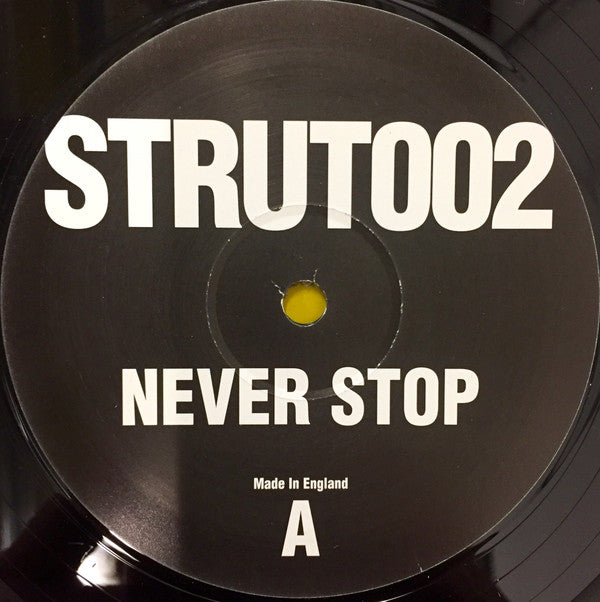 STRUT002
NEVER STOP
Made In England
A